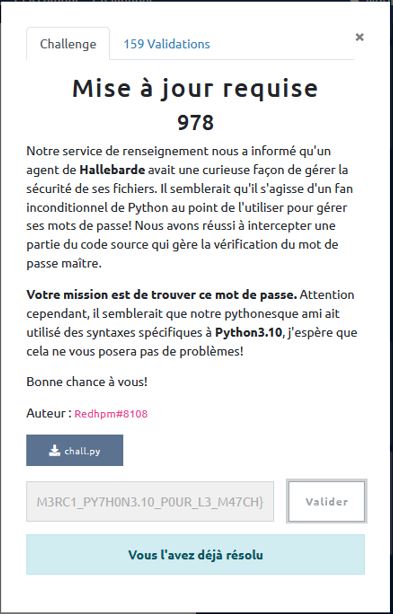 Challenge
159 Validations
×
Mise à jour requise
978
Notre service de renseignement nous a informé qu'un
agent de Hallebarde avait une curieuse façon de gérer la
sécurité de ses fichiers. Il semblerait qu'il s'agisse d'un fan
inconditionnel de Python au point de l'utiliser pour gérer
ses mots de passe! Nous avons réussi à intercepter une
partie du code source qui gère la vérification du mot de
passe maître.
Votre mission est de trouver ce mot de passe. Attention
cependant, il semblerait que notre pythonesque ami ait
utilisé des syntaxes spécifiques à Python3.10, j'espère que
cela ne vous posera pas de problèmes!
Bonne chance à vous!
Auteur : Redhpm#8108
chall.py
M3RC1_PY7H0N3.10_P0UR_L3_M47CH}
Valider
Vous l'avez déjà résolu